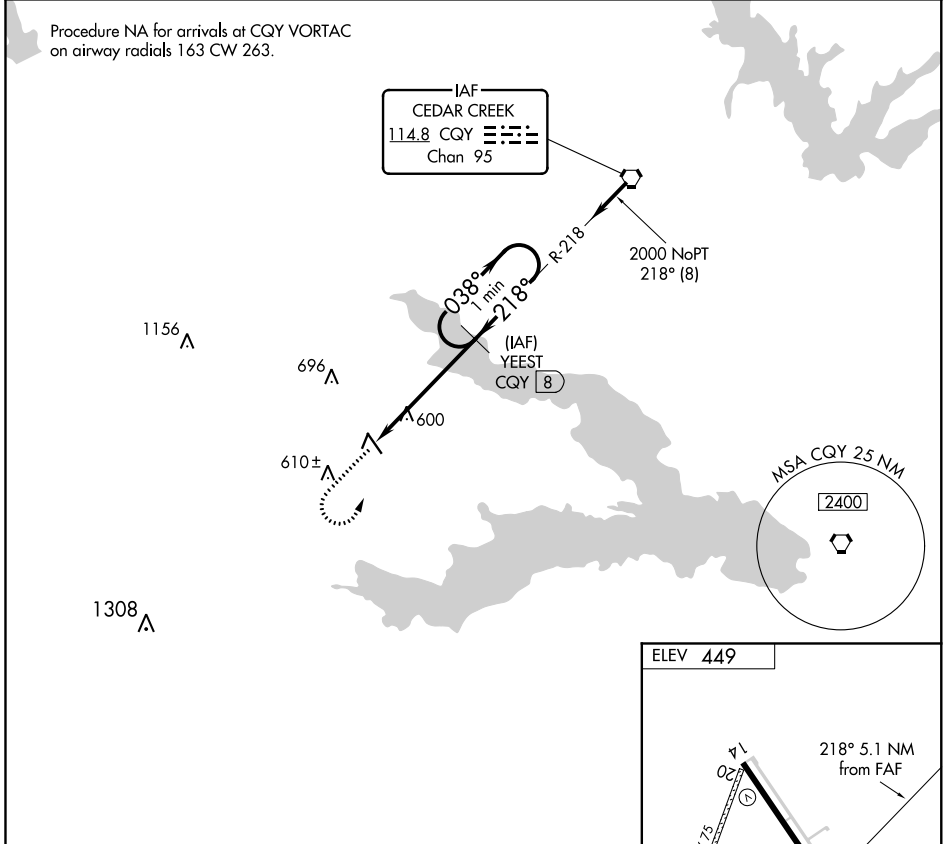 Procedure NA for arrivals at CQY VORTAC
on airway radials 163 CW 263.
IAF
CEDAR CREEK
114.8 CQY
Chan 95
R-218
2000 NoPT
218° (8)
038°
1 min
218°
(IAF)
YEEST
CQY 8
1156
696
600
610±
MSA CQY 25 NM
2400
1308
ELEV 449
218° 5.1 NM
from FAF
14
20
V
75